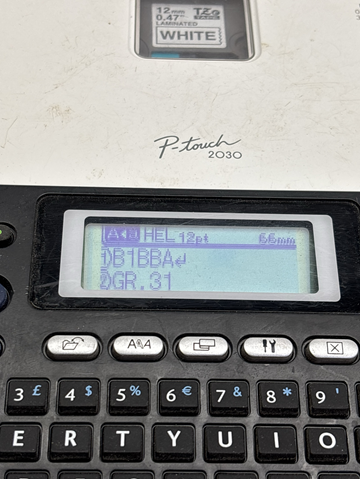 12mm TZe
0.47" TAPE
LAMINATED
WHITE
P-touch
2030
HEL 12pt 66mm
1)B1BBA↵
2)GR.31
3 £ 4 $ 5 % 6 € 7 & 8 * 9 '
E R T Y U I O